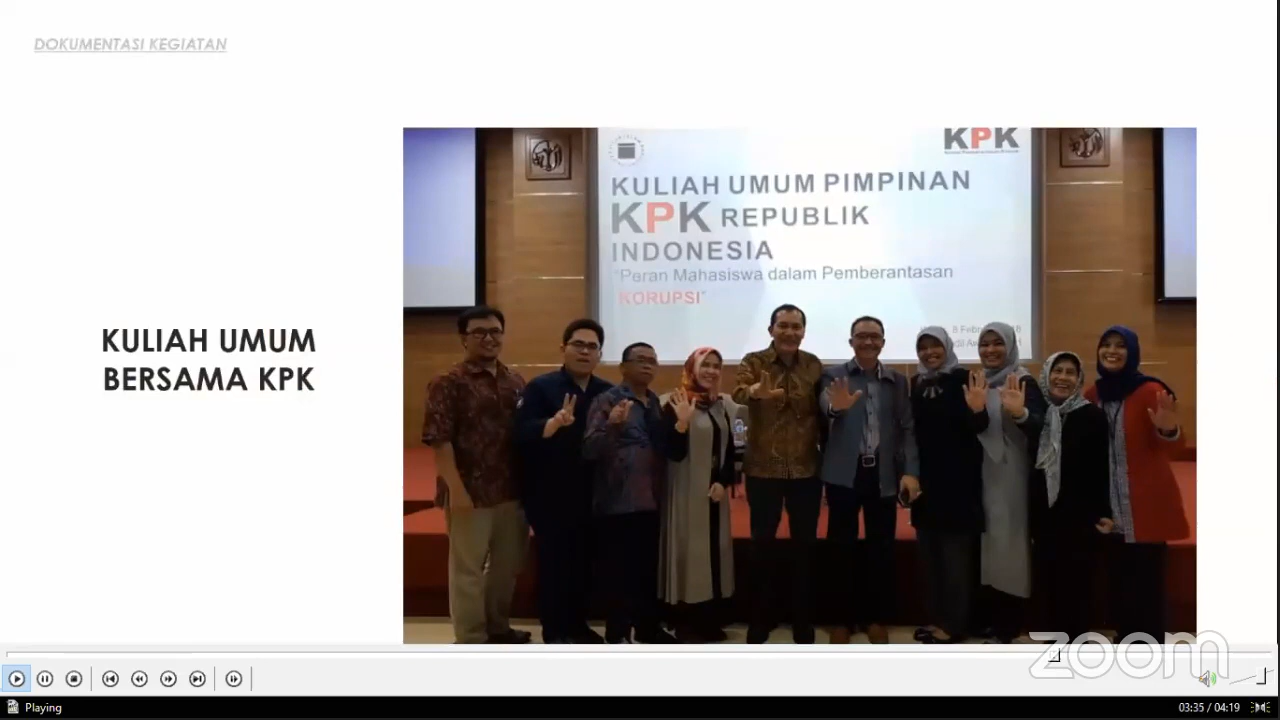 DOKUMENTASI KEGIATAN
KPK
KULIAH UMUM PIMPINAN
KPK REPUBLIK
INDONESIA
"Peran Mahasiswa dalam Pemberantasan
KORUPSI"
KULIAH UMUM
BERSAMA KPK
zoom
Playing
03:35 / 04:19